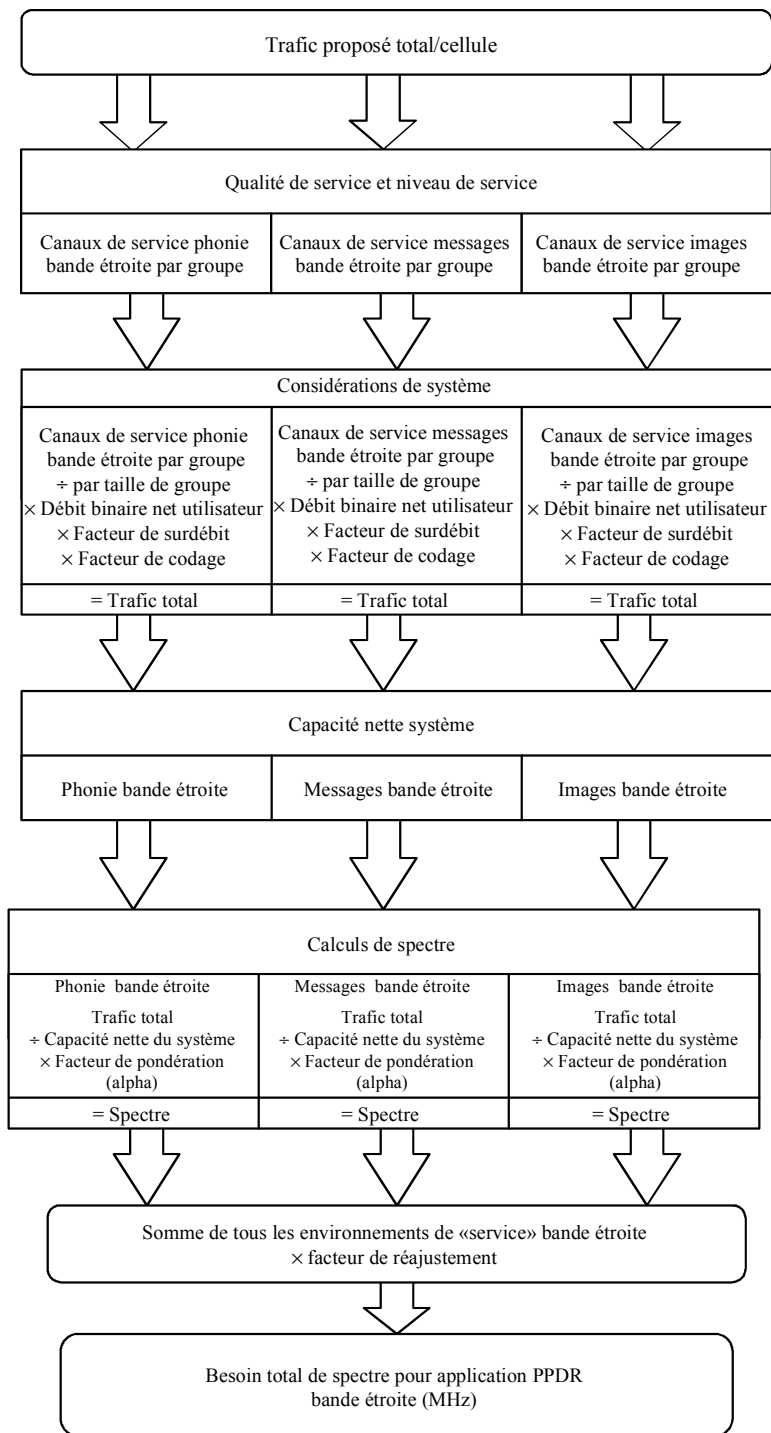 Trafic proposé total/cellule
Qualité de service et niveau de service
Canaux de service phonie
bande étroite par groupe
Canaux de service messages
bande étroite par groupe
Canaux de service images
bande étroite par groupe
Considérations de système
Canaux de service phonie
bande étroite par groupe
÷ par taille de groupe
× Débit binaire net utilisateur
× Facteur de surdébit
× Facteur de codage
= Trafic total
Canaux de service messages
bande étroite par groupe
÷ par taille de groupe
× Débit binaire net utilisateur
× Facteur de surdébit
× Facteur de codage
= Trafic total
Canaux de service images
bande étroite par groupe
÷ par taille de groupe
× Débit binaire net utilisateur
× Facteur de surdébit
× Facteur de codage
= Trafic total
Capacité nette système
Phonie bande étroite
Messages bande étroite
Images bande étroite
Calculs de spectre
Phonie bande étroite
Trafic total
÷ Capacité nette du système
× Facteur de pondération
(alpha)
= Spectre
Messages bande étroite
Trafic total
÷ Capacité nette du système
× Facteur de pondération
(alpha)
= Spectre
Images bande étroite
Trafic total
÷ Capacité nette du système
× Facteur de pondération
(alpha)
= Spectre
Somme de tous les environnements de «service» bande étroite
× facteur de réajustement
Besoin total de spectre pour application PPDR
bande étroite (MHz)